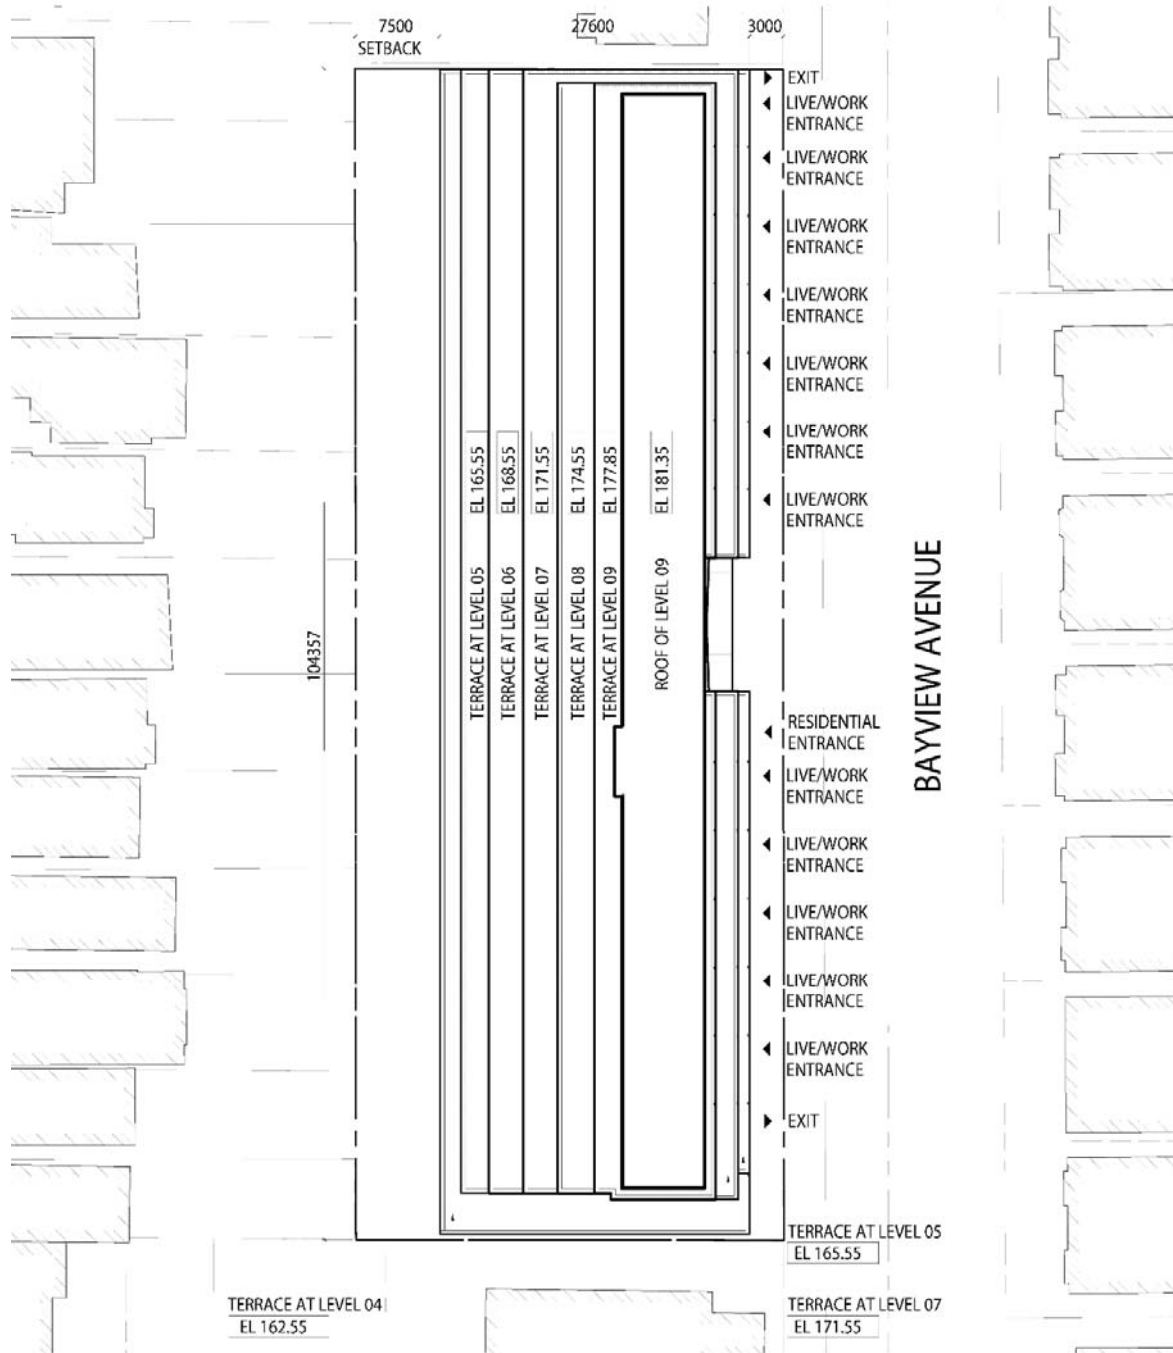 7500
SETBACK
27600
3000
EXIT
LIVE/WORK
ENTRANCE
LIVE/WORK
ENTRANCE
LIVE/WORK
ENTRANCE
LIVE/WORK
ENTRANCE
LIVE/WORK
ENTRANCE
LIVE/WORK
ENTRANCE
LIVE/WORK
ENTRANCE
104357
TERRACE AT LEVEL 05
EL 165.55
TERRACE AT LEVEL 06
EL 168.55
TERRACE AT LEVEL 07
EL 171.55
TERRACE AT LEVEL 08
EL 174.55
TERRACE AT LEVEL 09
EL 177.85
ROOF OF LEVEL 09
EL 181.35
BAYVIEW AVENUE
RESIDENTIAL
ENTRANCE
LIVE/WORK
ENTRANCE
LIVE/WORK
ENTRANCE
LIVE/WORK
ENTRANCE
LIVE/WORK
ENTRANCE
LIVE/WORK
ENTRANCE
EXIT
TERRACE AT LEVEL 05
EL 165.55
TERRACE AT LEVEL 04
EL 162.55
TERRACE AT LEVEL 07
EL 171.55